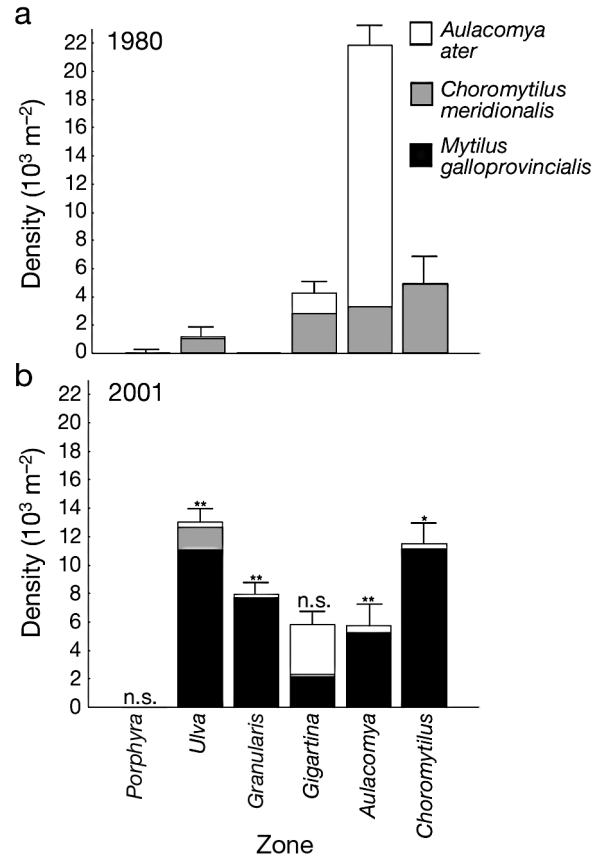 a
1980
Aulacomya
ater
Choromytilus
meridionalis
Mytilus
galloprovincialis
Density (10³ m⁻²)
22
20
18
16
14
12
10
8
6
4
2
0
b
2001
Density (10³ m⁻²)
22
20
18
16
14
12
10
8
6
4
2
0
n.s.
**
**
n.s.
**
*
Porphyra
Ulva
Granularis
Gigartina
Aulacomya
Choromytilus
Zone